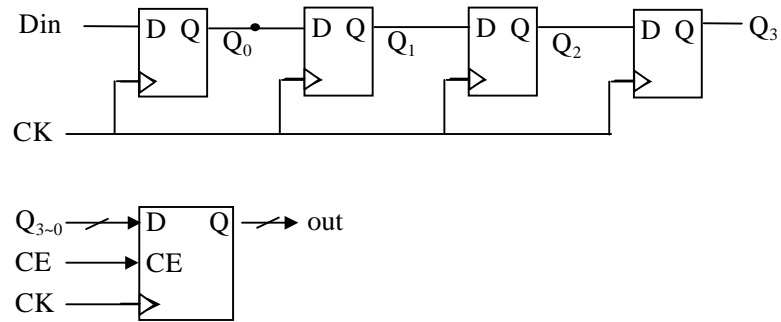 Din D Q Q₀ D Q Q₁ D Q Q₂ D Q Q₃
CK
Q₃~₀ D Q out
CE CE
CK